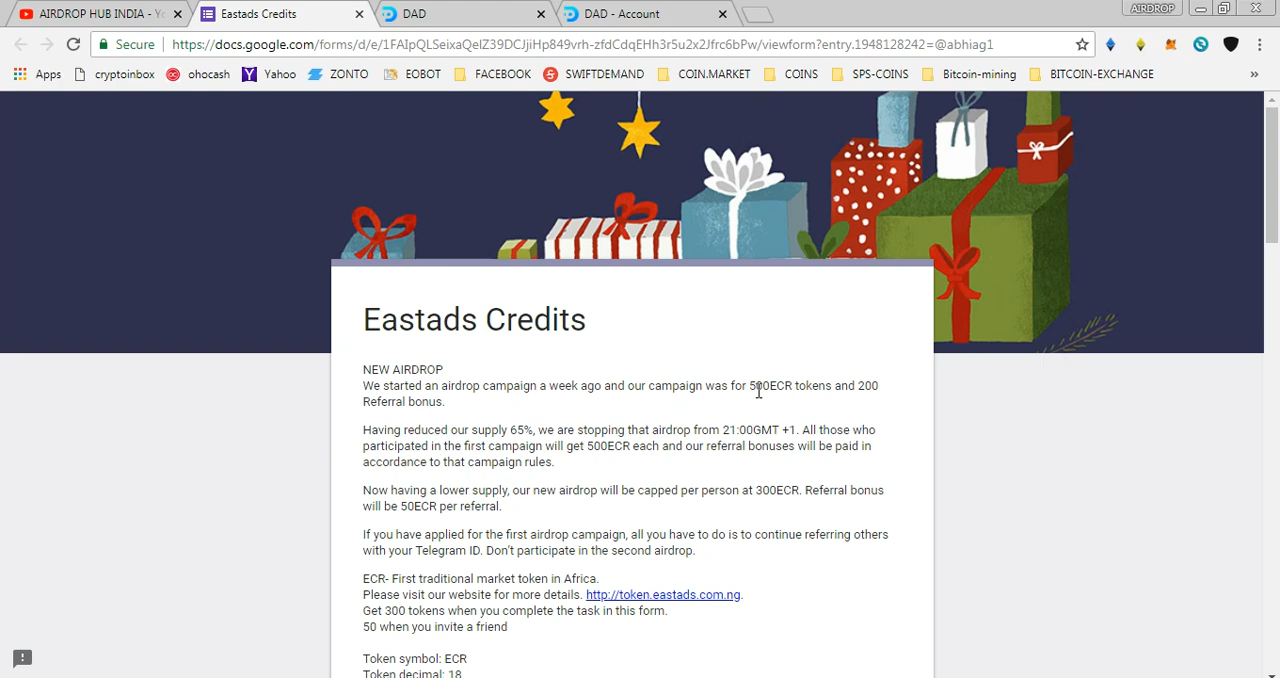 AIRDROP HUB INDIA - Y
Eastads Credits
DAD
DAD - Account
AIRDROP
Secure
https://docs.google.com/forms/d/e/1FAIpQLSeixaQelZ39DCJjiHp849vrh-zfdCdqEHh3r5u2x2Jfrc6bPw/viewform?entry.1948128242=@abhiag1
Apps
cryptoinbox
ohocash
Yahoo
ZONTO
EOBOT
FACEBOOK
SWIFTDEMAND
COIN.MARKET
COINS
SPS-COINS
Bitcoin-mining
BITCOIN-EXCHANGE
»
Eastads Credits
NEW AIRDROP
We started an airdrop campaign a week ago and our campaign was for 500ECR tokens and 200
Referral bonus.
Having reduced our supply 65%, we are stopping that airdrop from 21:00GMT +1. All those who
participated in the first campaign will get 500ECR each and our referral bonuses will be paid in
accordance to that campaign rules.
Now having a lower supply, our new airdrop will be capped per person at 300ECR. Referral bonus
will be 50ECR per referral.
If you have applied for the first airdrop campaign, all you have to do is to continue referring others
with your Telegram ID. Don't participate in the second airdrop.
ECR- First traditional market token in Africa.
Please visit our website for more details. http://token.eastads.com.ng.
Get 300 tokens when you complete the task in this form.
50 when you invite a friend
Token symbol: ECR
Token decimal: 18